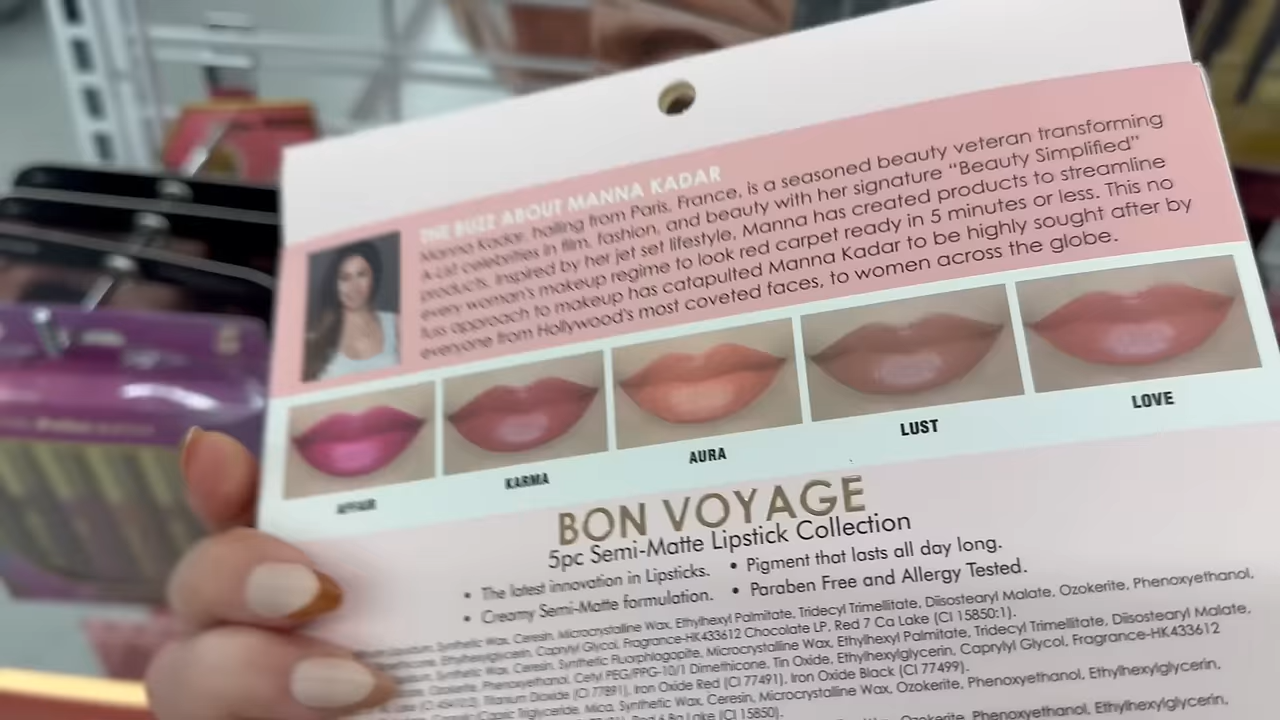 THE BUZZ ABOUT MANNA KADAR
Manna Kadar, hailing from Paris, France, is a seasoned beauty veteran transforming
A-List celebrities in film, fashion, and beauty with her signature "Beauty Simplified"
products. Inspired by her jet set lifestyle, Manna has created products to streamline
every woman's makeup regime to look red carpet ready in 5 minutes or less. This no
fuss approach to makeup has catapulted Manna Kadar to be highly sought after by
everyone from Hollywood's most coveted faces, to women across the globe.
AFFAIR
KARMA
AURA
LUST
LOVE
BON VOYAGE
5pc Semi-Matte Lipstick Collection
• The latest innovation in Lipsticks.
• Pigment that lasts all day long.
• Creamy Semi-Matte formulation.
• Paraben Free and Allergy Tested.
Synthetic Wax, Ceresin, Microcrystalline Wax, Ethylhexyl Palmitate, Tridecyl Trimellitate, Diisostearyl Malate, Ozokerite, Phenoxyethanol,
Ethylhexylglycerin, Caprylyl Glycol, Fragrance-HK433612 Chocolate LP, Red 7 Ca Lake (CI 15850:1).
Wax, Ceresin, Synthetic Fluorphlogopite, Microcrystalline Wax, Ethylhexyl Palmitate, Tridecyl Trimellitate, Diisostearyl Malate,
Ozokerite, Phenoxyethanol, Cetyl PEG/PPG-10/1 Dimethicone, Tin Oxide, Ethylhexylglycerin, Caprylyl Glycol, Fragrance-HK433612
Titanium Dioxide (CI 77891), Iron Oxide Red (CI 77491), Iron Oxide Black (CI 77499).
Triglyceride, Mica, Synthetic Wax, Ceresin, Microcrystalline Wax, Ozokerite, Phenoxyethanol, Ethylhexylglycerin,
Lake (CI 15850).
Ozokerite, Phenoxyethanol, Ethylhexylglycerin,